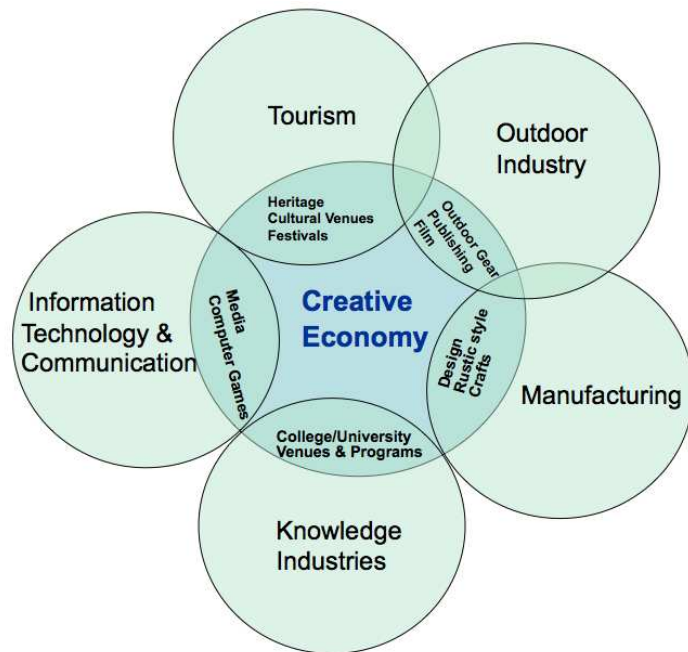 Tourism
Outdoor
Industry
Heritage
Cultural Venues
Festivals
Outdoor Gear
Publishing
Film
Information
Technology &
Communication
Media
Computer Games
Creative
Economy
Design
Rustic style
Crafts
Manufacturing
College/University
Venues & Programs
Knowledge
Industries